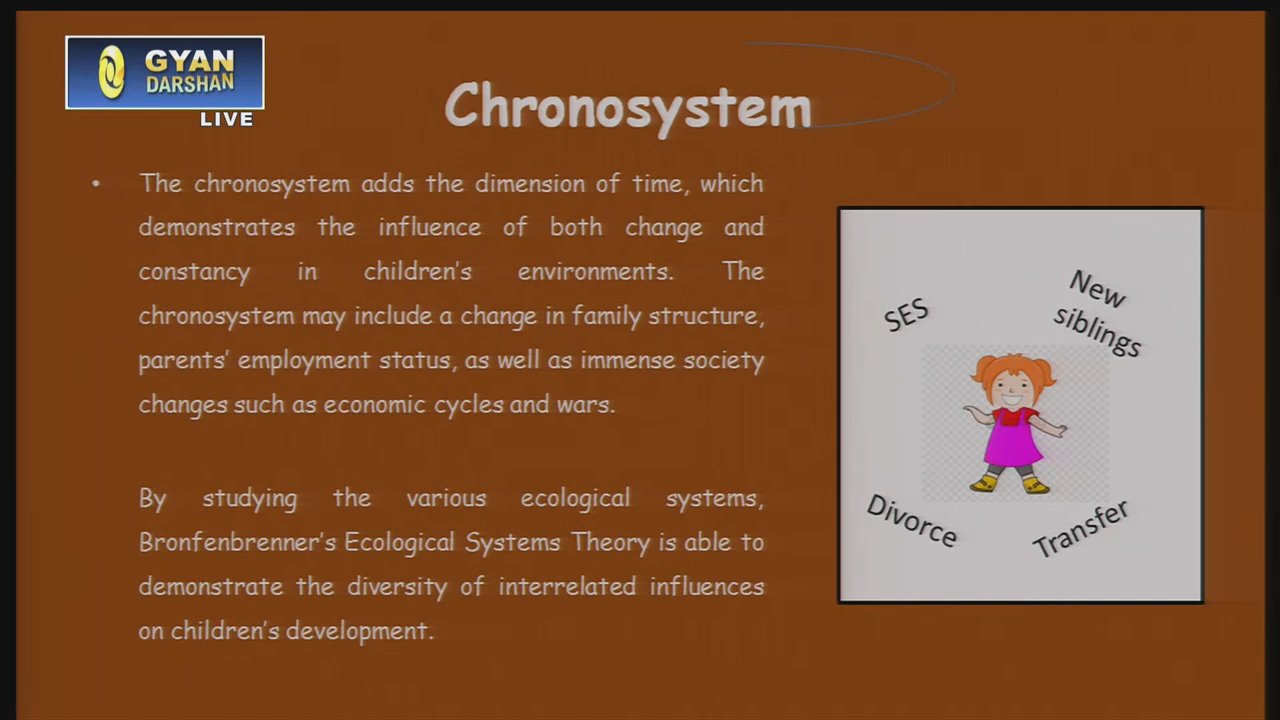 GYAN
DARSHAN
LIVE
Chronosystem
• The chronosystem adds the dimension of time, which
demonstrates the influence of both change and
constancy in children's environments. The
chronosystem may include a change in family structure,
parents' employment status, as well as immense society
changes such as economic cycles and wars.
By studying the various ecological systems,
Bronfenbrenner's Ecological Systems Theory is able to
demonstrate the diversity of interrelated influences
on children's development.
SES
New
siblings
Divorce
Transfer